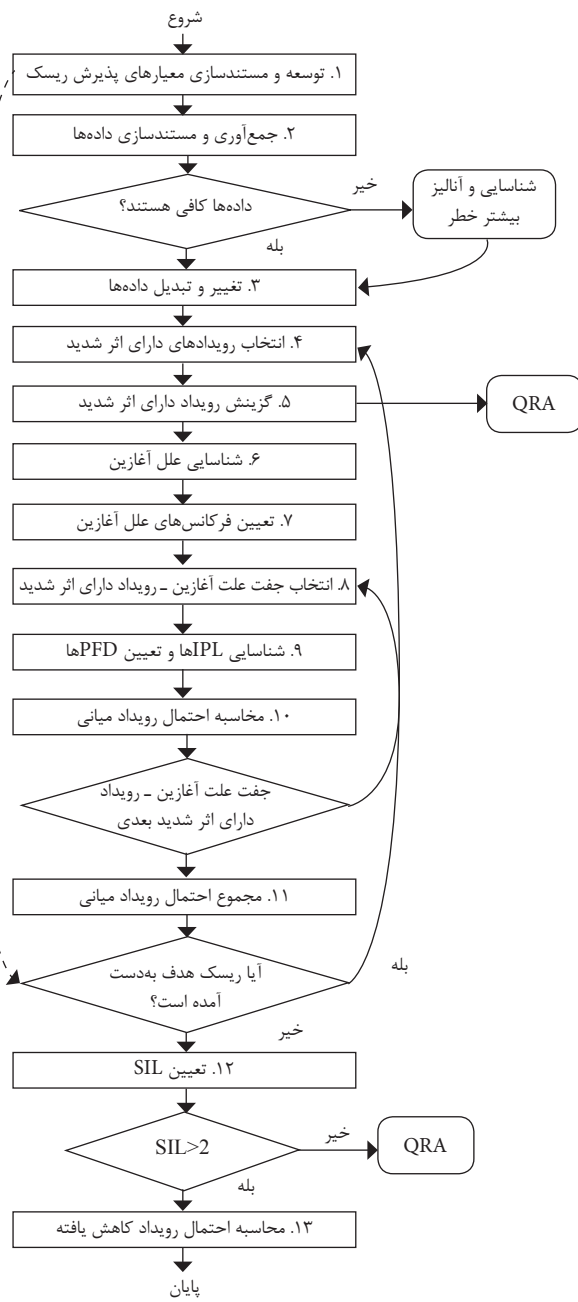 شروع
۱. توسعه و مستندسازی معیارهای پذیرش ریسک
۲. جمع‌آوری و مستندسازی داده‌ها
داده‌ها کافی هستند؟
خیر
شناسایی و آنالیز
بیشتر خطر
بله
۳. تغییر و تبدیل داده‌ها
۴. انتخاب رویدادهای دارای اثر شدید
۵. گزینش رویداد دارای اثر شدید
QRA
۶. شناسایی علل آغازین
۷. تعیین فرکانس‌های علل آغازین
۸. انتخاب جفت علت آغازین ـ رویداد دارای اثر شدید
۹. شناسایی IPLها و تعیین PFDها
۱۰. مخاسبه احتمال رویداد میانی
جفت علت آغازین ـ رویداد
دارای اثر شدید بعدی
۱۱. مجموع احتمال رویداد میانی
آیا ریسک هدف به‌دست
آمده است؟
بله
خیر
۱۲. تعیین SIL
SIL>2
خیر
QRA
بله
۱۳. محاسبه احتمال رویداد کاهش یافته
پایان